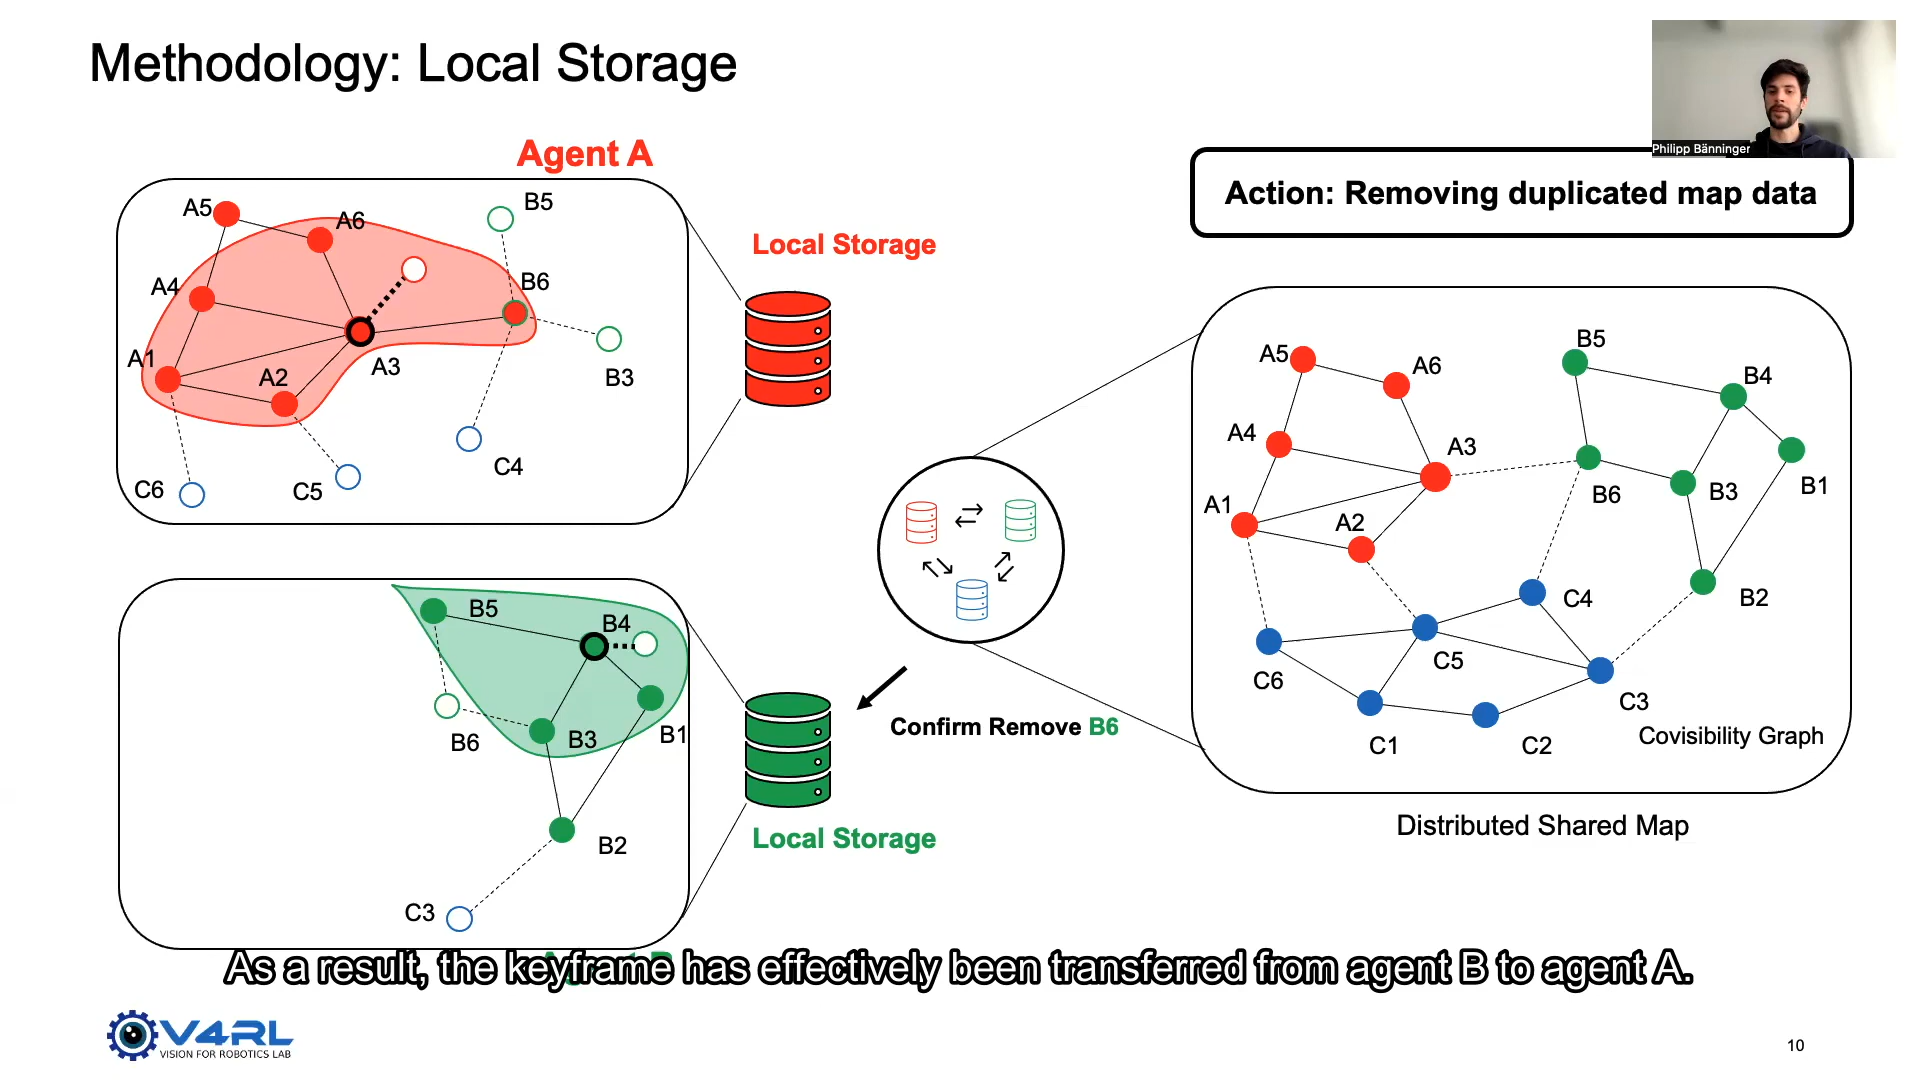 Methodology: Local Storage
Philipp Bänninger
Agent A
Action: Removing duplicated map data
A5
A6
B5
A4
B6
A1
A2
A3
B3
C4
C6
C5
Local Storage
B5
B4
B6
B3
B1
B2
C3
Confirm Remove B6
Local Storage
A5
A6
B5
B4
A4
A3
B6
B3
B1
A1
A2
C4
B2
C5
C6
C3
C1
C2
Covisibility Graph
Distributed Shared Map
As a result, the keyframe has effectively been transferred from agent B to agent A.
V4RL
VISION FOR ROBOTICS LAB
10